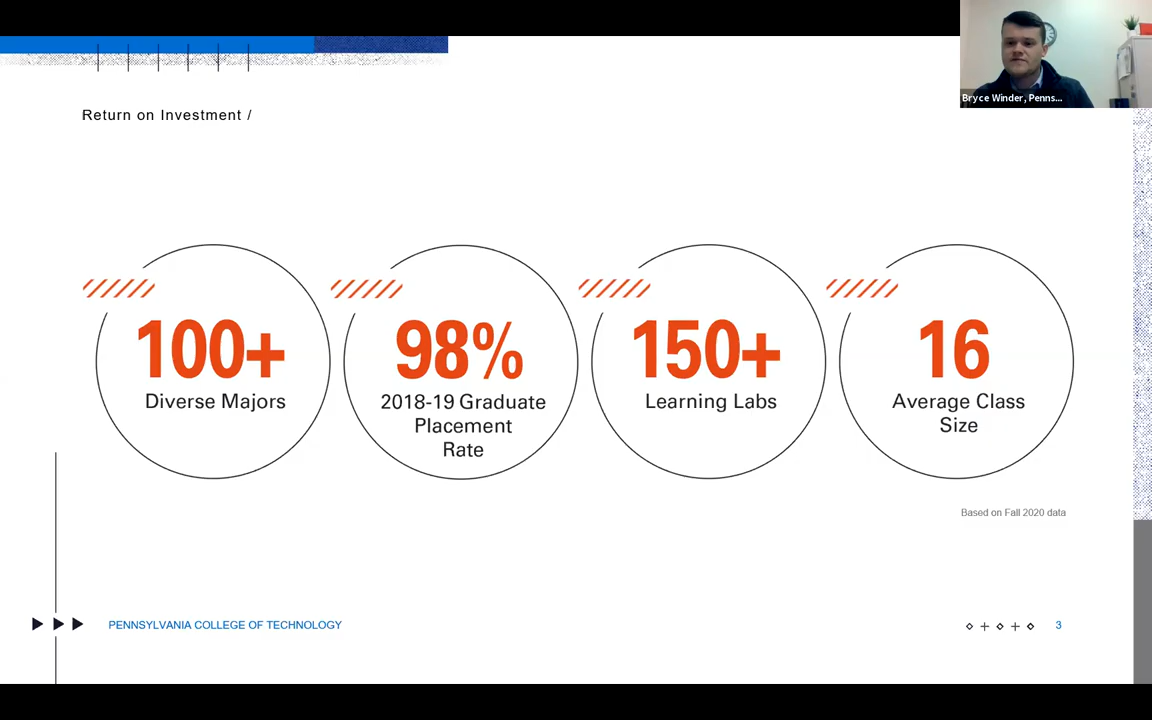 Bryce Winder, Penns...
Return on Investment /
100+
Diverse Majors
98%
2018-19 Graduate
Placement
Rate
150+
Learning Labs
16
Average Class
Size
Based on Fall 2020 data
PENNSYLVANIA COLLEGE OF TECHNOLOGY
3